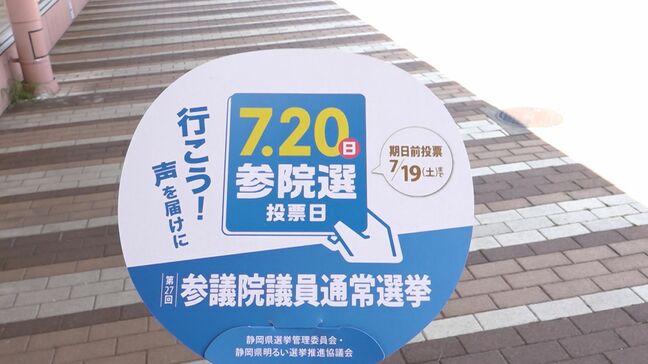 行こう!
声を届けに
7.20日
参院選
投票日
期日前投票
7/19(土)まで
第27回
参議院議員通常選挙
静岡県選挙管理委員会・
静岡県明るい選挙推進協議会